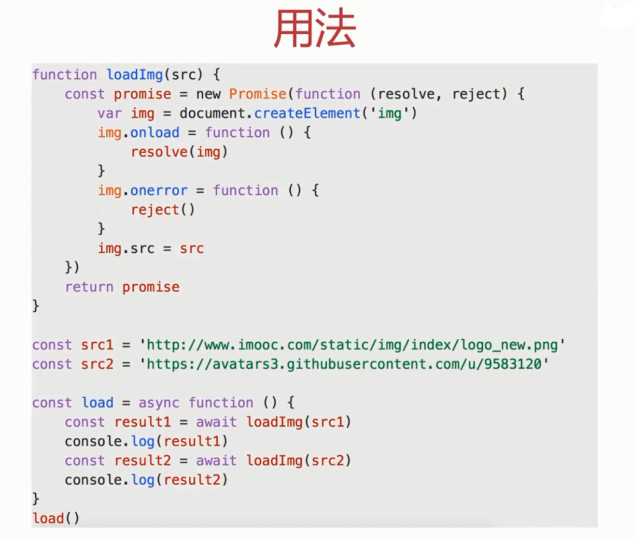 用法
function loadImg(src) {
    const promise = new Promise(function (resolve, reject) {
        var img = document.createElement('img')
        img.onload = function () {
            resolve(img)
        }
        img.onerror = function () {
            reject()
        }
        img.src = src
    })
    return promise
}

const src1 = 'http://www.imooc.com/static/img/index/logo_new.png'
const src2 = 'https://avatars3.githubusercontent.com/u/9583120'

const load = async function () {
    const result1 = await loadImg(src1)
    console.log(result1)
    const result2 = await loadImg(src2)
    console.log(result2)
}
load()